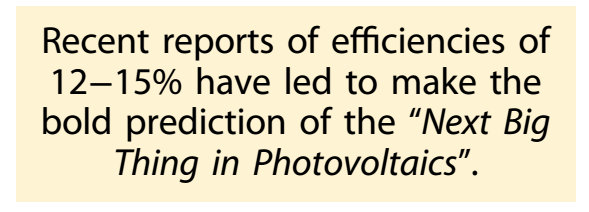 Recent reports of efficiencies of
12−15% have led to make the
bold prediction of the “Next Big
Thing in Photovoltaics”.